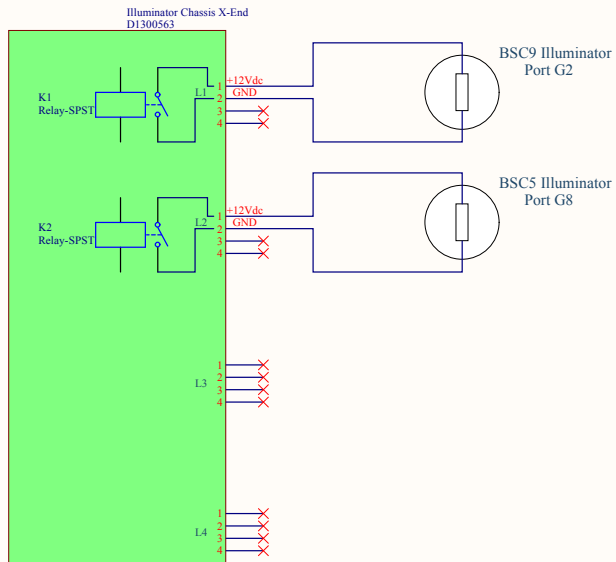 Illuminator Chassis X-End
D1300563
K1
Relay-SPST
L1
1
2
3
4
+12Vdc
GND
BSC9 Illuminator
Port G2
K2
Relay-SPST
L2
1
2
3
4
+12Vdc
GND
BSC5 Illuminator
Port G8
L3
1
2
3
4
L4
1
2
3
4